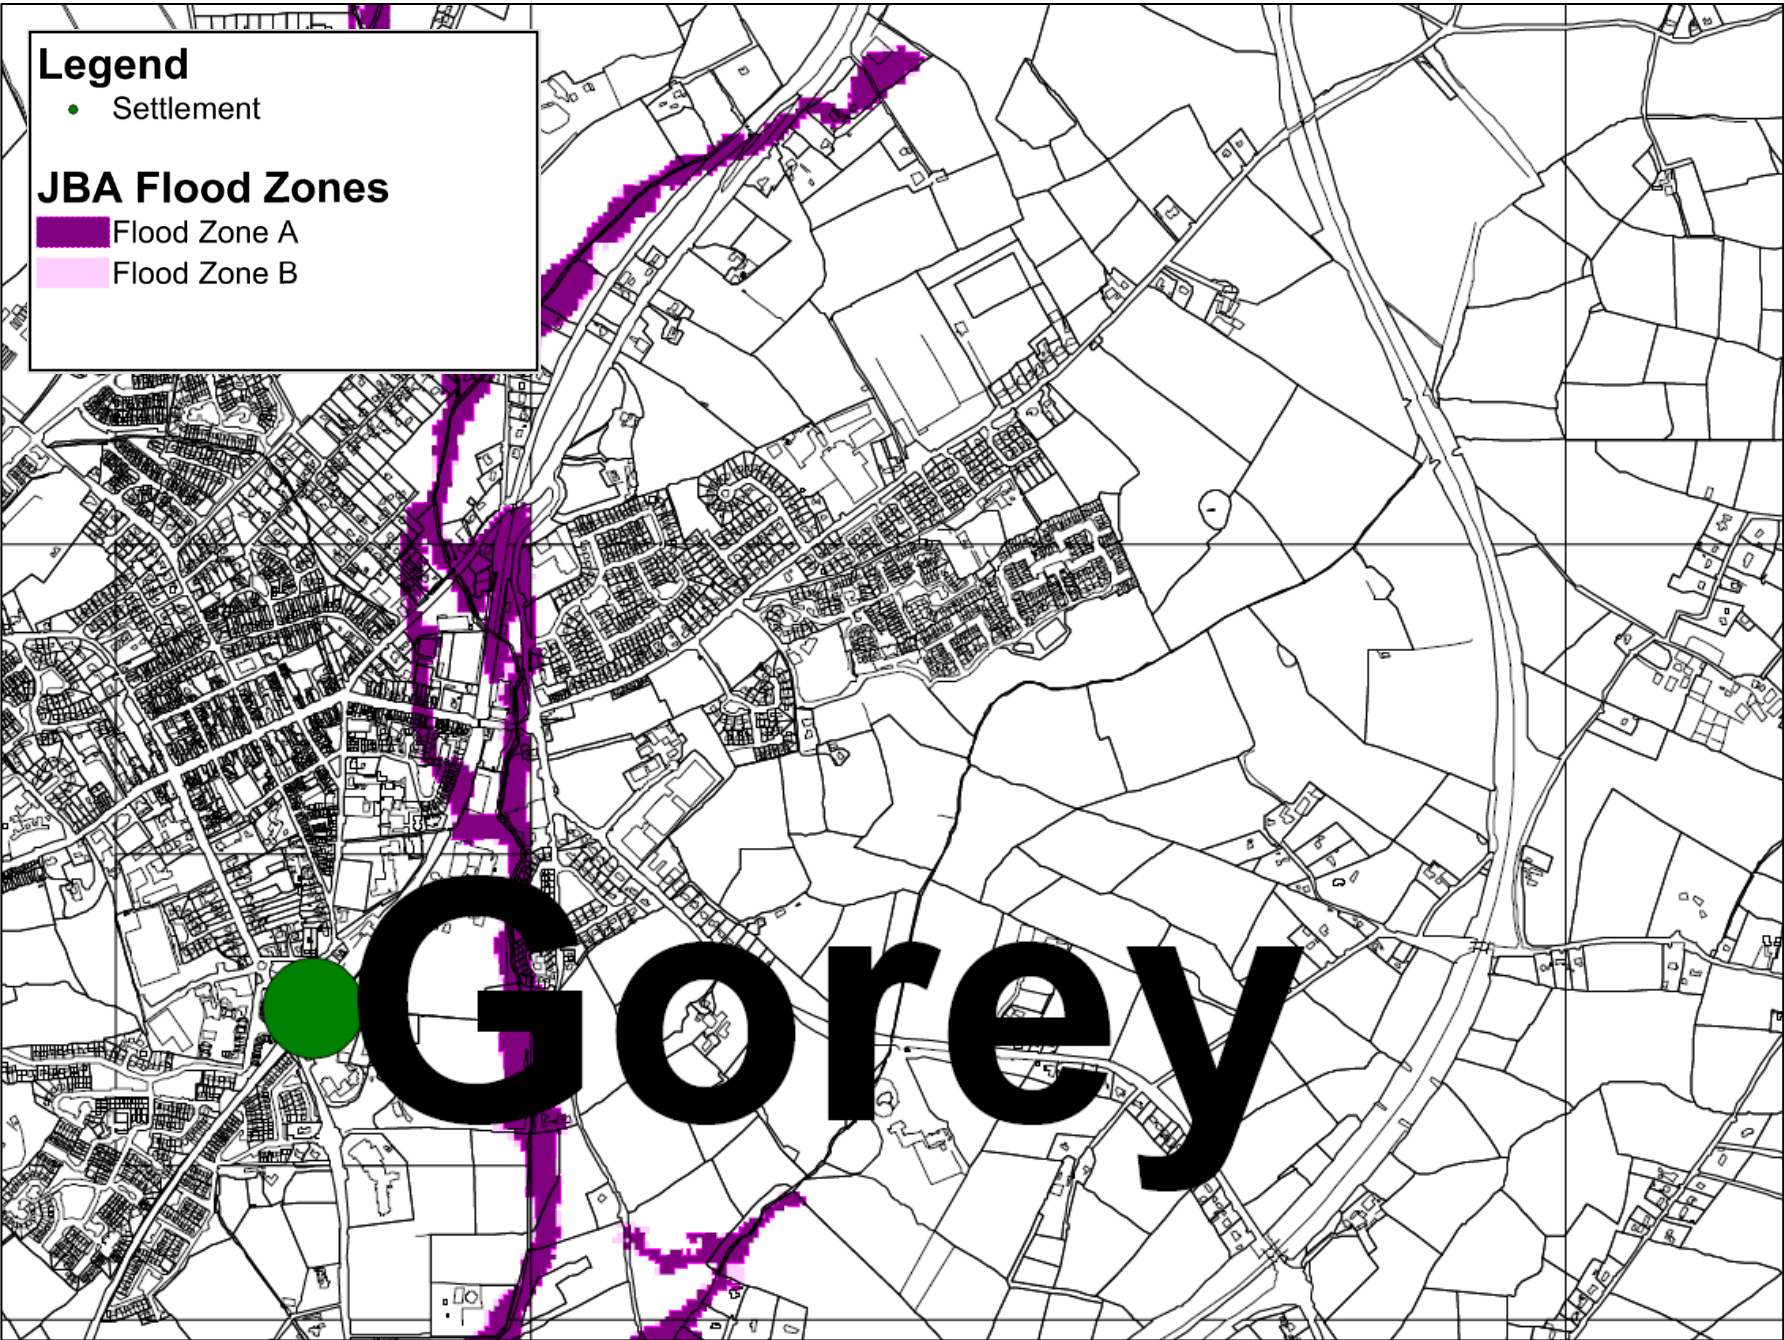 Legend
Settlement
JBA Flood Zones
Flood Zone A
Flood Zone B
Gorey